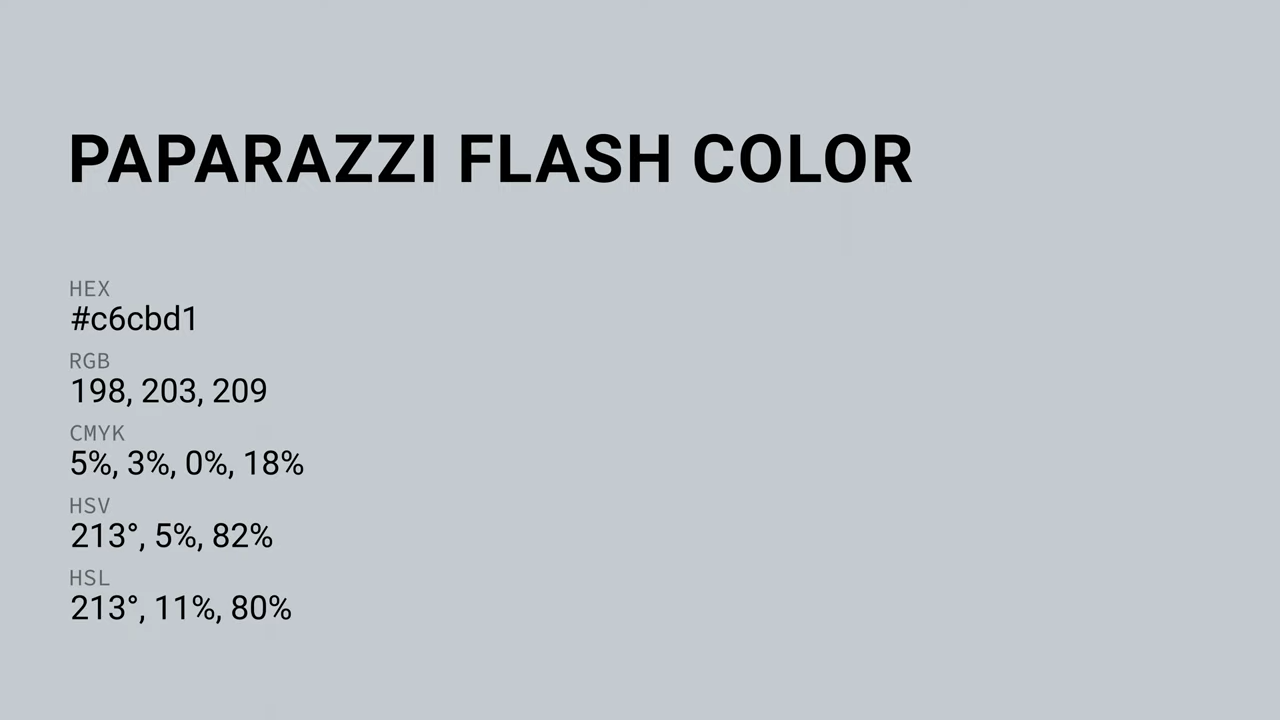 PAPARAZZI FLASH COLOR
HEX
#c6cbd1
RGB
198, 203, 209
CMYK
5%, 3%, 0%, 18%
HSV
213°, 5%, 82%
HSL
213°, 11%, 80%